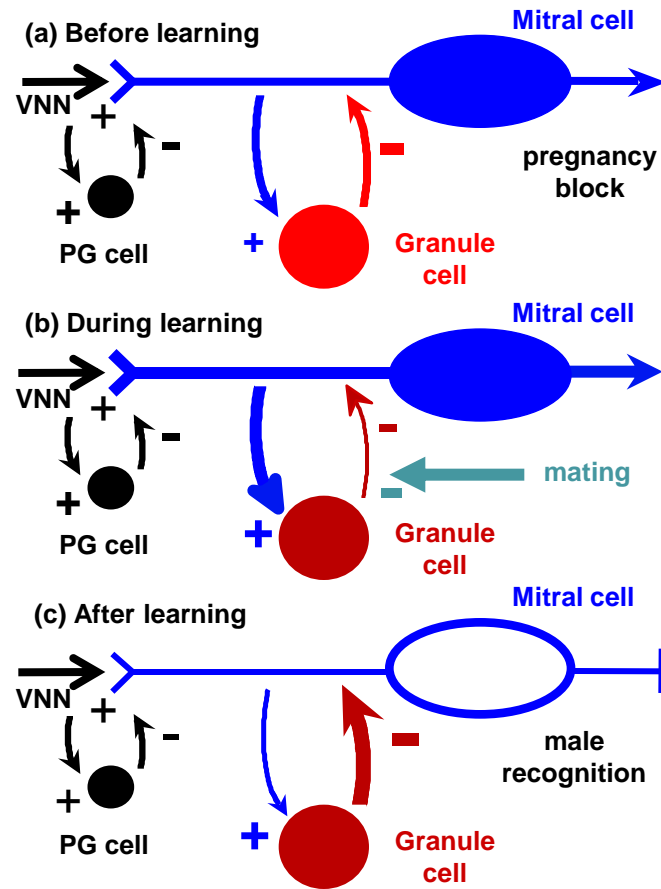 (a) Before learning
Mitral cell
VNN
+
-
+
PG cell
+
-
Granule
cell
pregnancy
block
(b) During learning
Mitral cell
VNN
+
-
+
PG cell
+
-
-
mating
Granule
cell
(c) After learning
Mitral cell
VNN
+
-
+
PG cell
+
-
Granule
cell
male
recognition